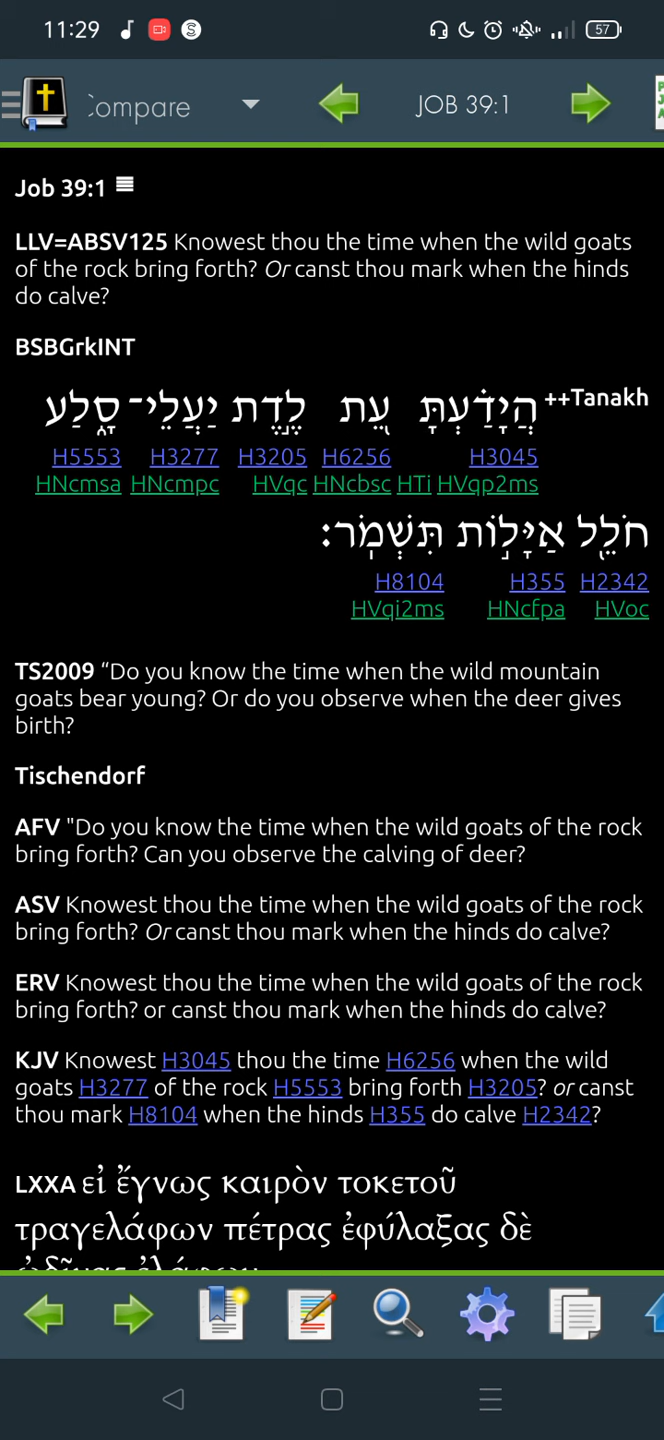 11:29
57
Compare
JOB 39:1
Job 39:1
LLV=ABSV125 Knowest thou the time when the wild goats
of the rock bring forth? Or canst thou mark when the hinds
do calve?
BSBGrkINT
++Tanakh הֲיָדַ֗עְתָּ עֵ֭ת לֶ֣דֶת יַעֲלֵי־ סָ֑לַע
H5553 H3277 H3205 H6256 H3045
HNcmsa HNcmpc HVqc HNcbsc HTi HVqp2ms
חֹלֵ֖ל אַיָּל֣וֹת תִּשְׁמֹֽר׃
H8104 H355 H2342
HVqi2ms HNcfpa HVoc
TS2009 “Do you know the time when the wild mountain
goats bear young? Or do you observe when the deer gives
birth?
Tischendorf
AFV "Do you know the time when the wild goats of the rock
bring forth? Can you observe the calving of deer?
ASV Knowest thou the time when the wild goats of the rock
bring forth? Or canst thou mark when the hinds do calve?
ERV Knowest thou the time when the wild goats of the rock
bring forth? or canst thou mark when the hinds do calve?
KJV Knowest H3045 thou the time H6256 when the wild
goats H3277 of the rock H5553 bring forth H3205? or canst
thou mark H8104 when the hinds H355 do calve H2342?
LXXA εἰ ἔγνως καιρὸν τοκετοῦ
τραγελάφων πέτρας ἐφύλαξας δὲ